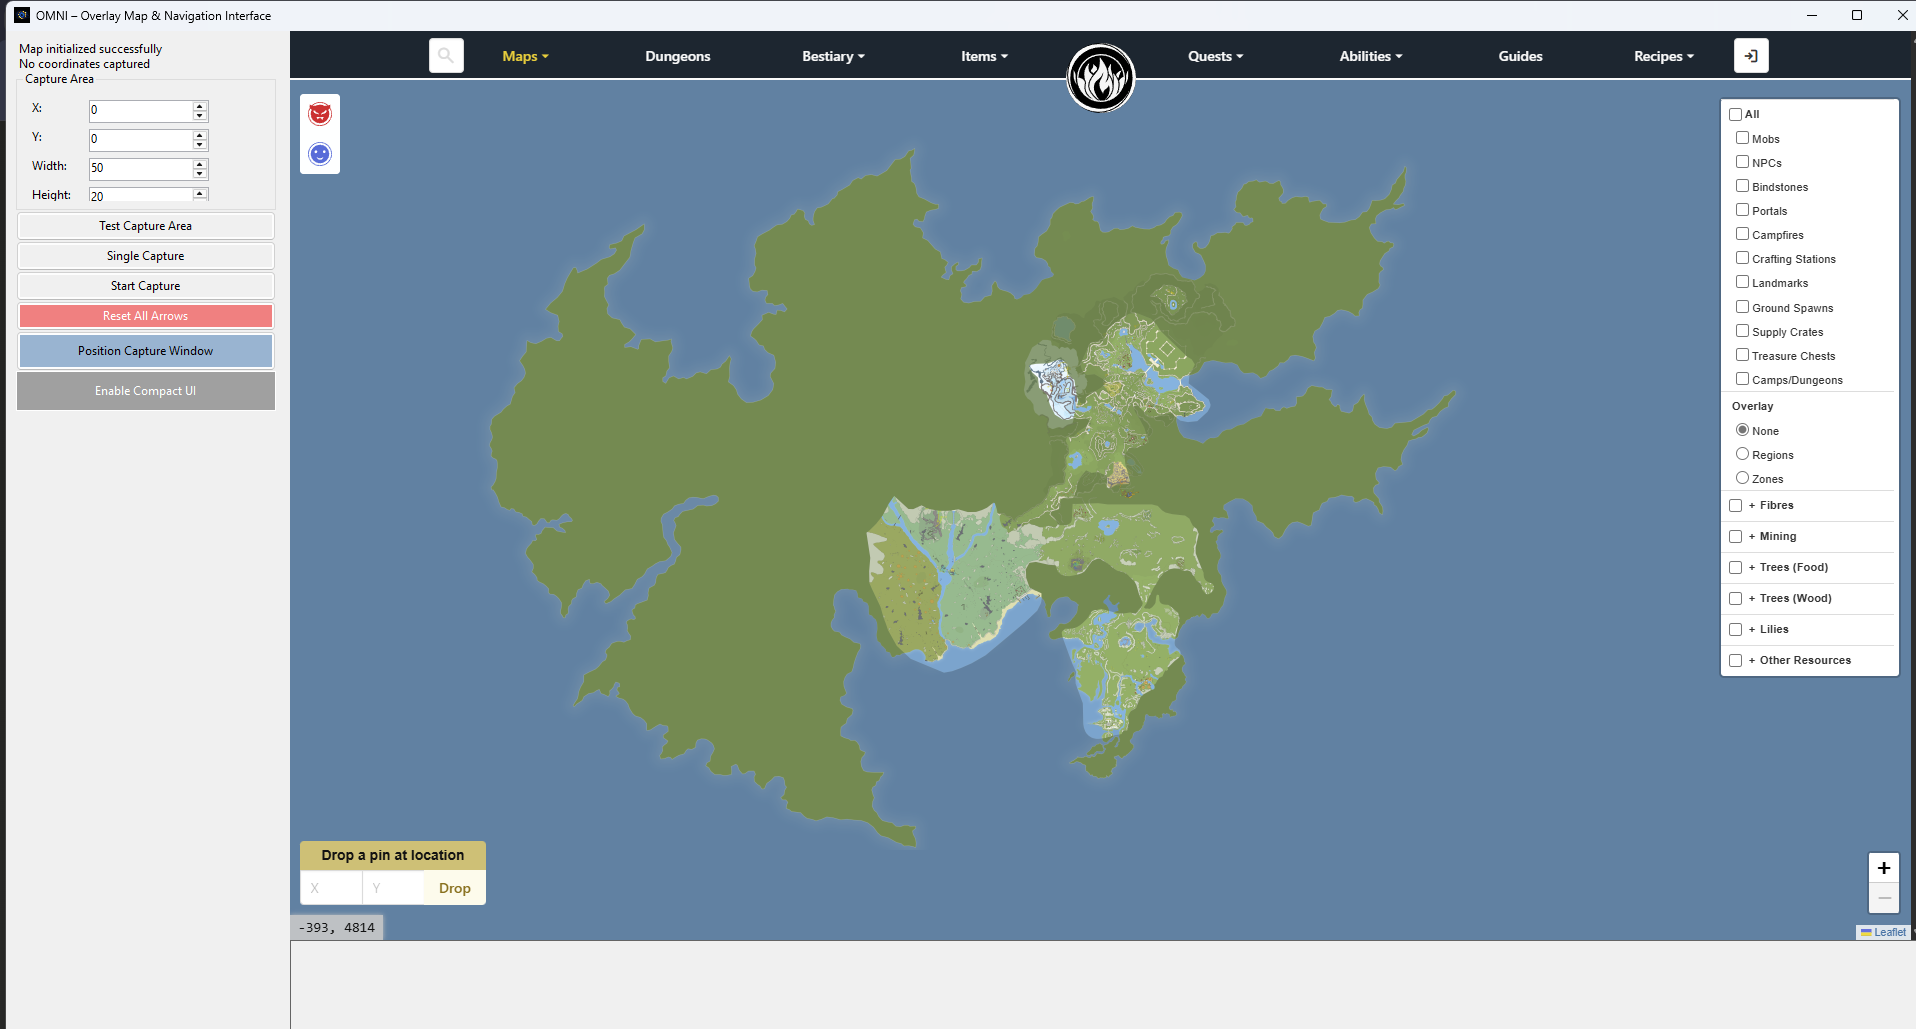 OMNI – Overlay Map & Navigation Interface
Map initialized successfully
No coordinates captured
Capture Area
X: 0
Y: 0
Width: 50
Height: 20
Test Capture Area
Single Capture
Start Capture
Reset All Arrows
Position Capture Window
Enable Compact UI
Maps Dungeons Bestiary Items Quests Abilities Guides Recipes
All
Mobs
NPCs
Bindstones
Portals
Campfires
Crafting Stations
Landmarks
Ground Spawns
Supply Crates
Treasure Chests
Camps/Dungeons
Overlay
None
Regions
Zones
+ Fibres
+ Mining
+ Trees (Food)
+ Trees (Wood)
+ Lilies
+ Other Resources
Drop a pin at location
X Y Drop
-393, 4814
+
−
Leaflet